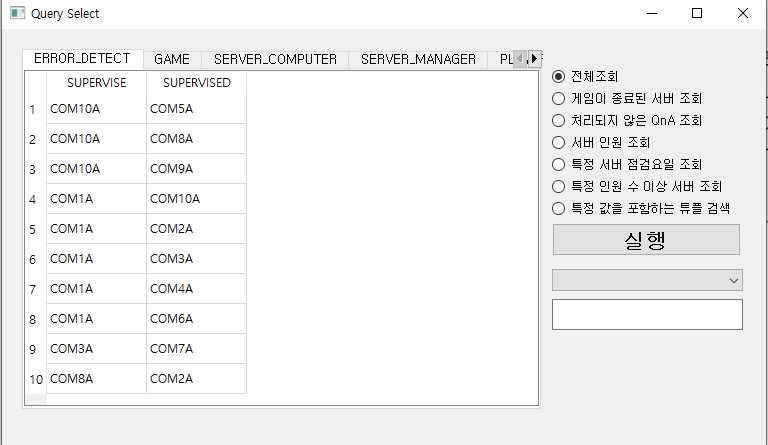 Query Select
ERROR_DETECT GAME SERVER_COMPUTER SERVER_MANAGER
SUPERVISE SUPERVISED
1 COM10A COM5A
2 COM10A COM8A
3 COM10A COM9A
4 COM1A COM10A
5 COM1A COM2A
6 COM1A COM3A
7 COM1A COM4A
8 COM1A COM6A
9 COM3A COM7A
10 COM8A COM2A
전체조회
게임이 종료된 서버 조회
처리되지 않은 QnA 조회
서버 인원 조회
특정 서버 점검요일 조회
특정 인원 수 이상 서버 조회
특정 값을 포함하는 튜플 검색
실행